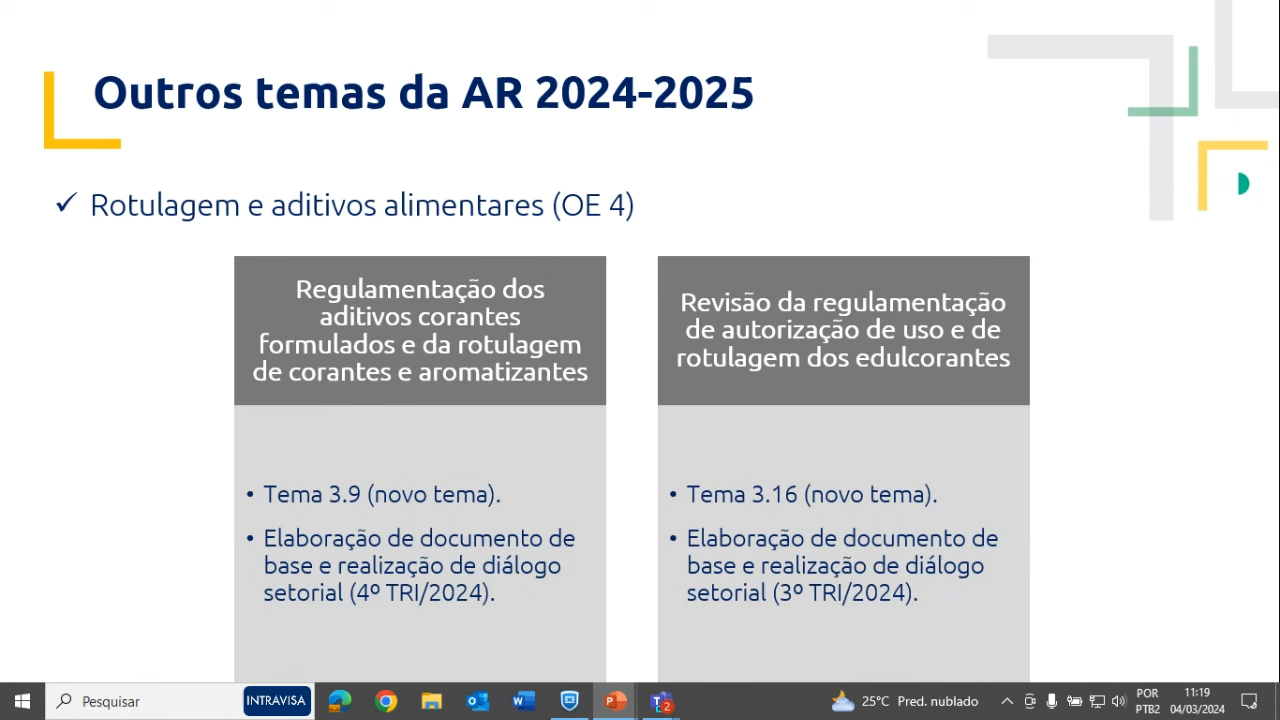 Outros temas da AR 2024-2025
✓ Rotulagem e aditivos alimentares (OE 4)
Regulamentação dos
aditivos corantes
formulados e da rotulagem
de corantes e aromatizantes
• Tema 3.9 (novo tema).
• Elaboração de documento de
base e realização de diálogo
setorial (4º TRI/2024).
Revisão da regulamentação
de autorização de uso e de
rotulagem dos edulcorantes
• Tema 3.16 (novo tema).
• Elaboração de documento de
base e realização de diálogo
setorial (3º TRI/2024).
Pesquisar
INTRAVISA
2
25°C Pred. nublado
POR
PTB2
11:19
04/03/2024